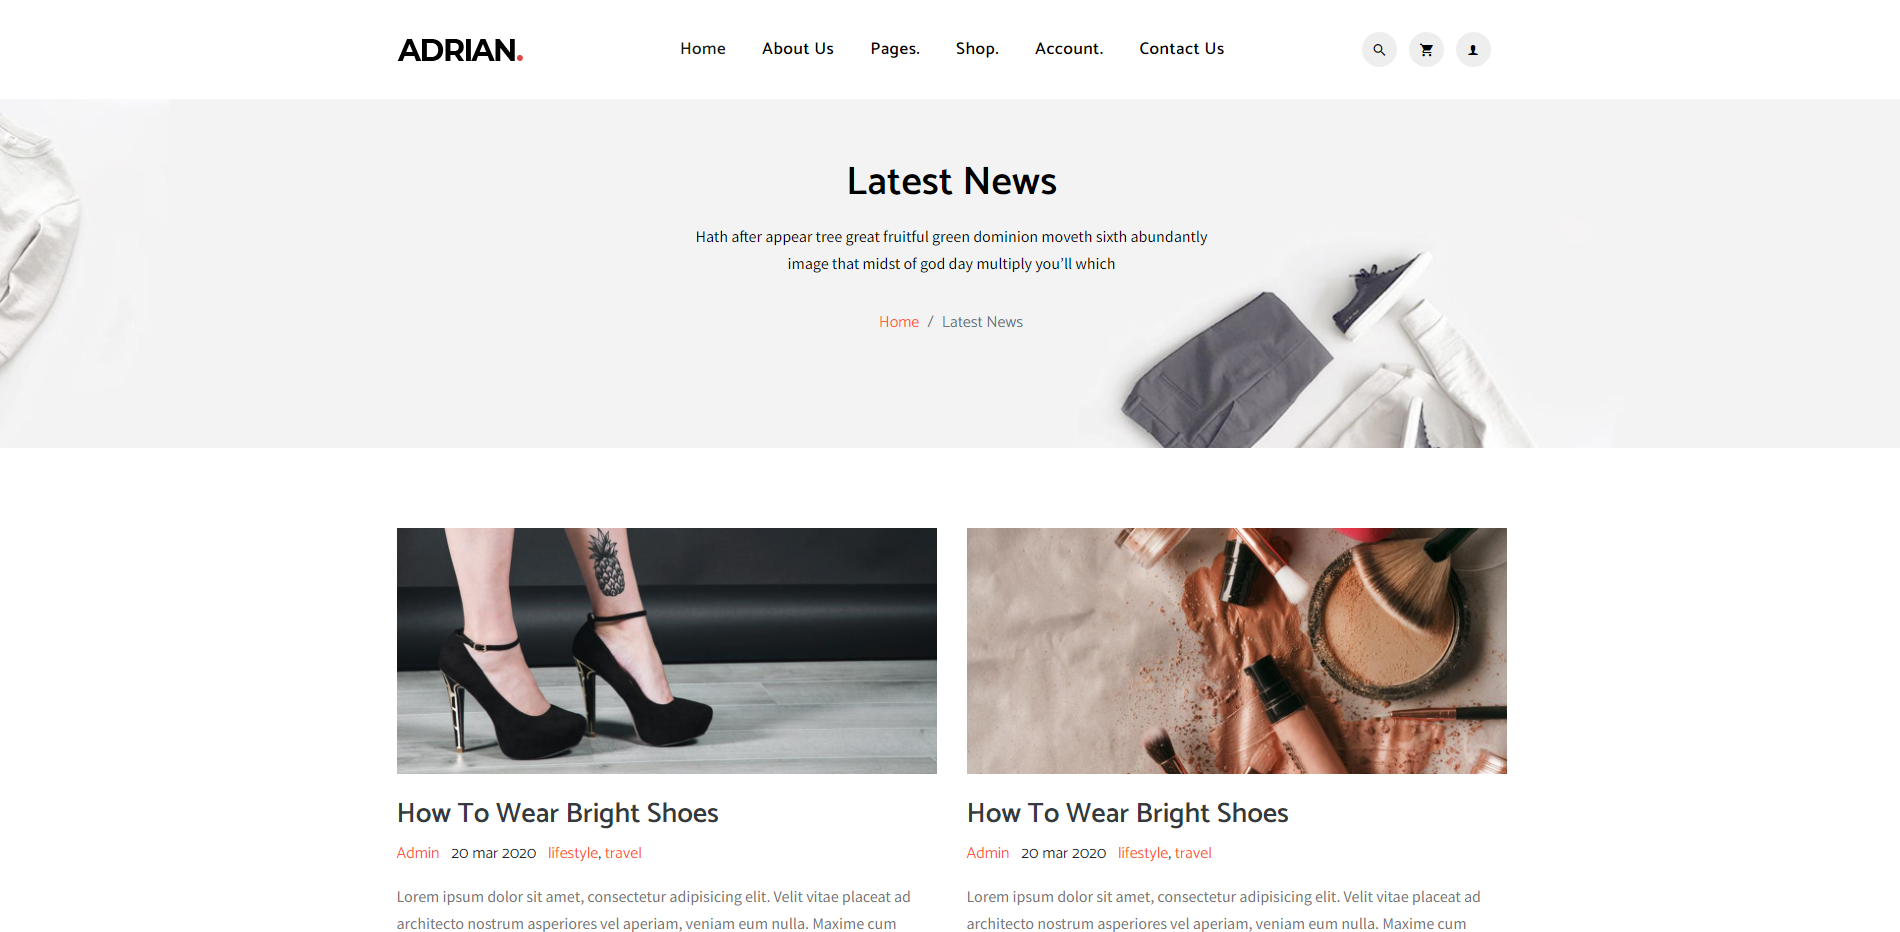 ADRIAN.
Home About Us Pages. Shop. Account. Contact Us
Latest News
Hath after appear tree great fruitful green dominion moveth sixth abundantly
image that midst of god day multiply you'll which
Home / Latest News
How To Wear Bright Shoes
Admin 20 mar 2020 lifestyle, travel
Lorem ipsum dolor sit amet, consectetur adipisicing elit. Velit vitae placeat ad
architecto nostrum asperiores vel aperiam, veniam eum nulla. Maxime cum
How To Wear Bright Shoes
Admin 20 mar 2020 lifestyle, travel
Lorem ipsum dolor sit amet, consectetur adipisicing elit. Velit vitae placeat ad
architecto nostrum asperiores vel aperiam, veniam eum nulla. Maxime cum